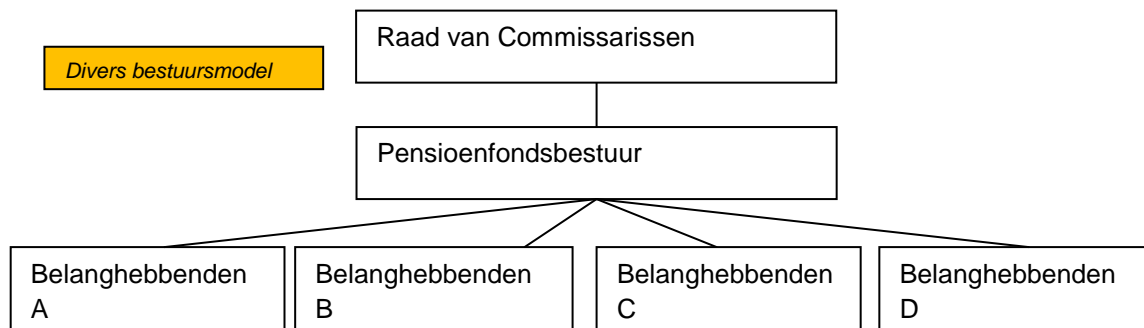 Raad van Commissarissen
Divers bestuursmodel
Pensioenfondsbestuur
Belanghebbenden
A
Belanghebbenden
B
Belanghebbenden
C
Belanghebbenden
D